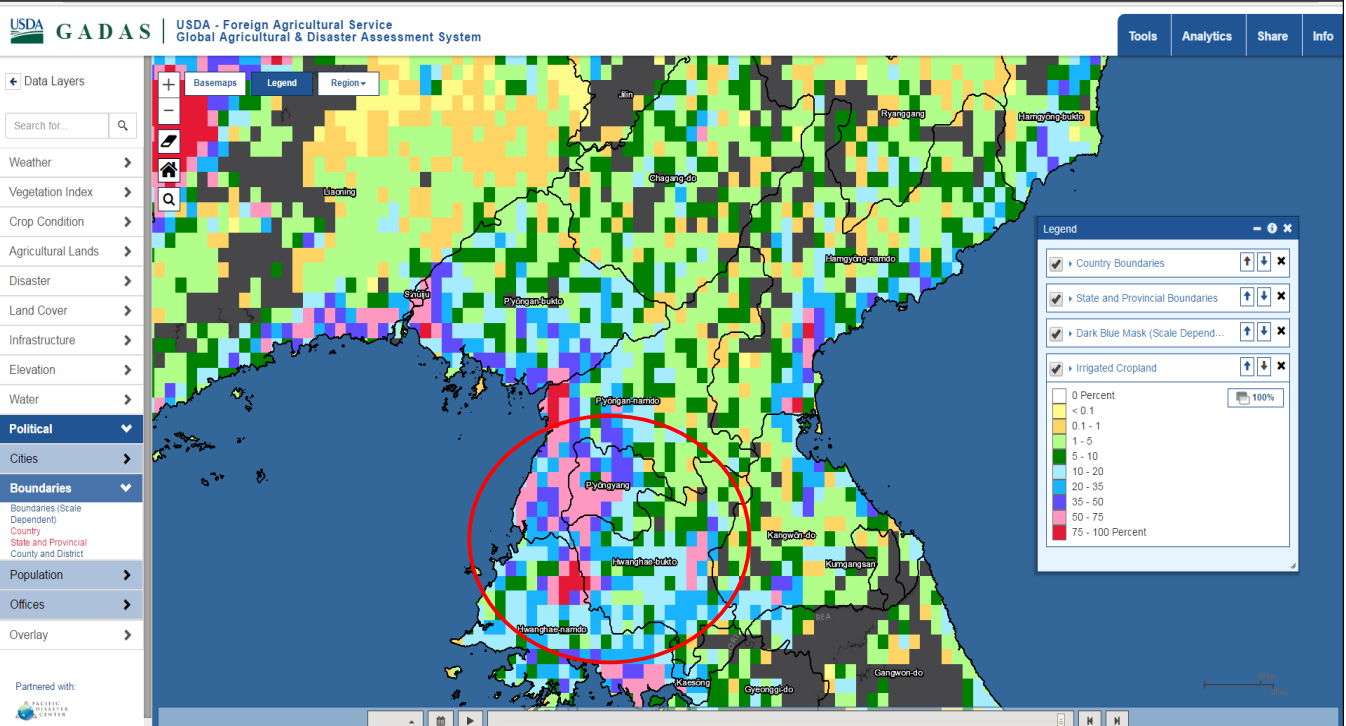 USDA
GADAS
USDA - Foreign Agricultural Service
Global Agricultural & Disaster Assessment System
Tools
Analytics
Share
Info
Data Layers
Search for...
Weather
Vegetation Index
Crop Condition
Agricultural Lands
Disaster
Land Cover
Infrastructure
Elevation
Water
Political
Cities
Boundaries
Boundaries (Scale
Dependent)
Country
State and Provincial
County and District
Population
Offices
Overlay
Partnered with:
PACIFIC
DISASTER
CENTER
Basemaps
Legend
Region
Jilin
Ryanggang
Hamgyong-bukto
Chagang-do
Liaoning
Hamgyong-namdo
Sinuiju
P'yongan-bukto
P'yongan-namdo
P'yongyang
Kangwon-do
Kumgangsan
Hwanghae-bukto
Hwanghae-namdo
REA
Kaesong
Gyeonggi-do
Gangwon-do
Legend
Country Boundaries
State and Provincial Boundaries
Dark Blue Mask (Scale Depend...
Irrigated Cropland
100%
0 Percent
< 0.1
0.1 - 1
1 - 5
5 - 10
10 - 20
20 - 35
35 - 50
50 - 75
75 - 100 Percent